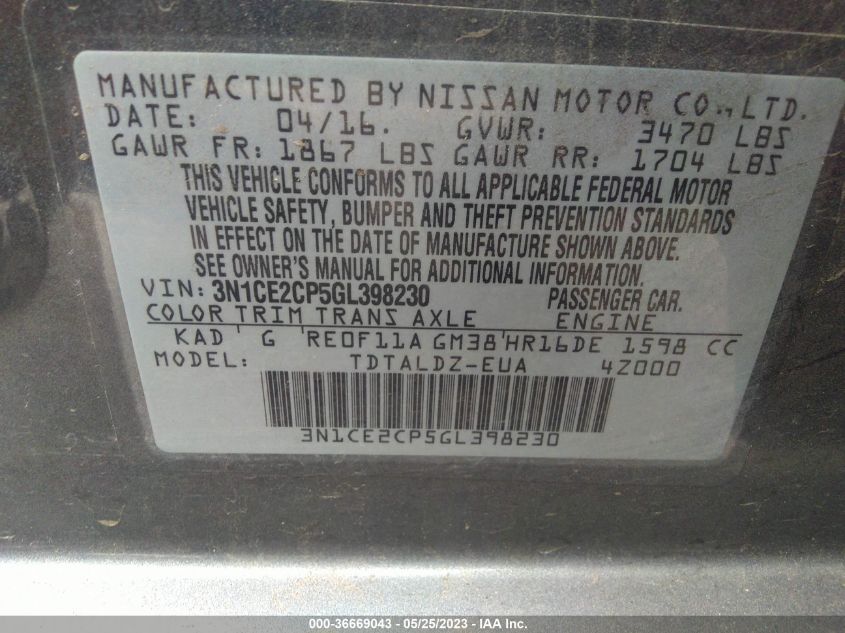 MANUFACTURED BY NISSAN MOTOR CO., LTD.
DATE: 04/16. GVWR: 3470 LBS
GAWR FR: 1867 LBS GAWR RR: 1704 LBS
THIS VEHICLE CONFORMS TO ALL APPLICABLE FEDERAL MOTOR
VEHICLE SAFETY, BUMPER AND THEFT PREVENTION STANDARDS
IN EFFECT ON THE DATE OF MANUFACTURE SHOWN ABOVE.
SEE OWNER'S MANUAL FOR ADDITIONAL INFORMATION.
VIN: 3N1CE2CP5GL398230 PASSENGER CAR.
COLOR TRIM TRANS AXLE ENGINE
KAD G RE0F11A GM38 HR16DE 1598 CC
MODEL: TDTALDZ-EUA 4Z000
3N1CE2CP5GL398230
000-36669043 - 05/25/2023 - IAA Inc.